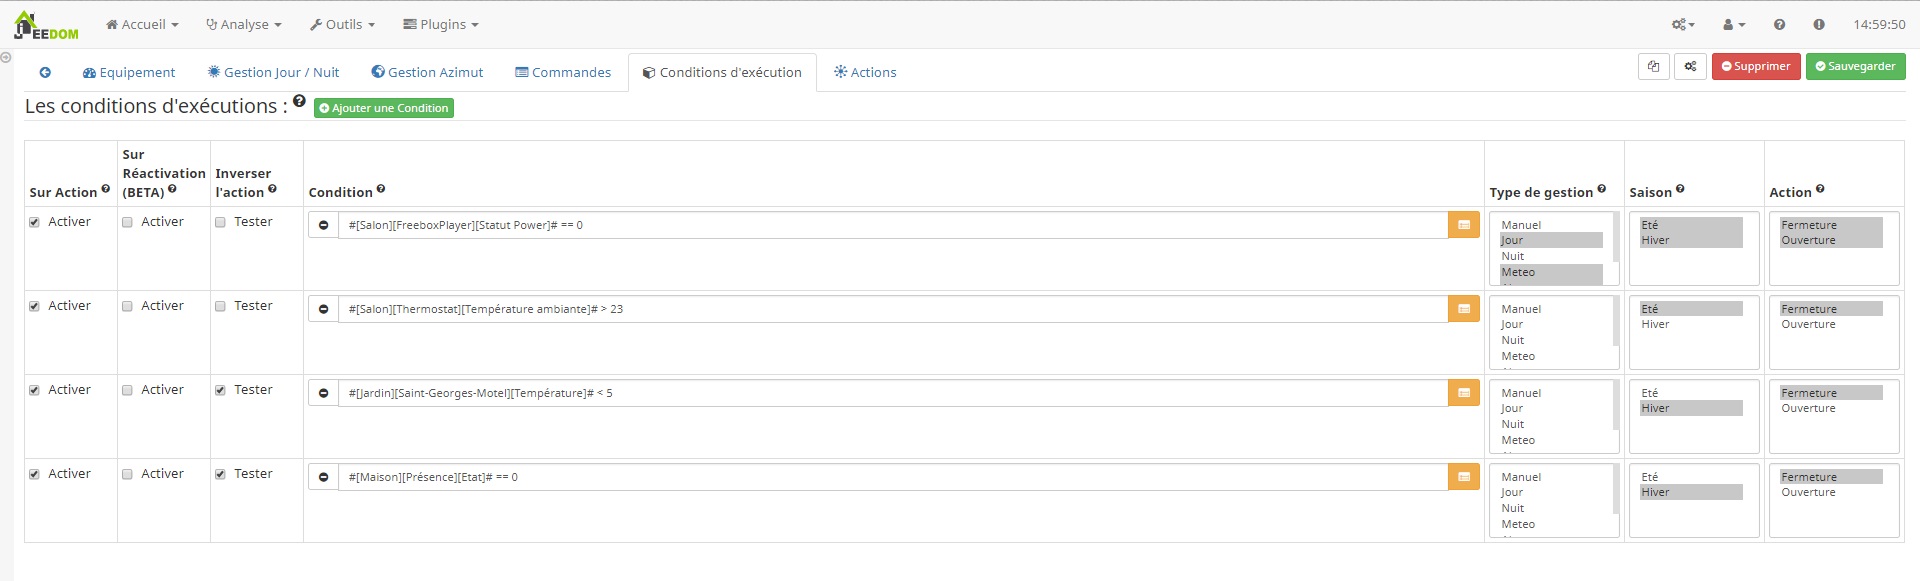 JEEDOM Accueil Analyse Outils Plugins 14:59:50
Equipement Gestion Jour / Nuit Gestion Azimut Commandes Conditions d'exécution Actions Supprimer Sauvegarder
Les conditions d'exécutions : Ajouter une Condition
Sur Action
Sur Réactivation (BETA)
Inverser l'action
Condition
Type de gestion
Saison
Action
Activer Activer Tester #[Salon][FreeboxPlayer][Statut Power]# == 0
Manuel Eté Fermeture
Jour Hiver Ouverture
Nuit
Meteo
Activer Activer Tester #[Salon][Thermostat][Température ambiante]# > 23
Manuel Eté Fermeture
Jour Hiver Ouverture
Nuit
Meteo
Activer Activer Tester #[Jardin][Saint-Georges-Motel][Température]# < 5
Manuel Eté Fermeture
Jour Hiver Ouverture
Nuit
Meteo
Activer Activer Tester #[Maison][Présence][Etat]# == 0
Manuel Eté Fermeture
Jour Hiver Ouverture
Nuit
Meteo